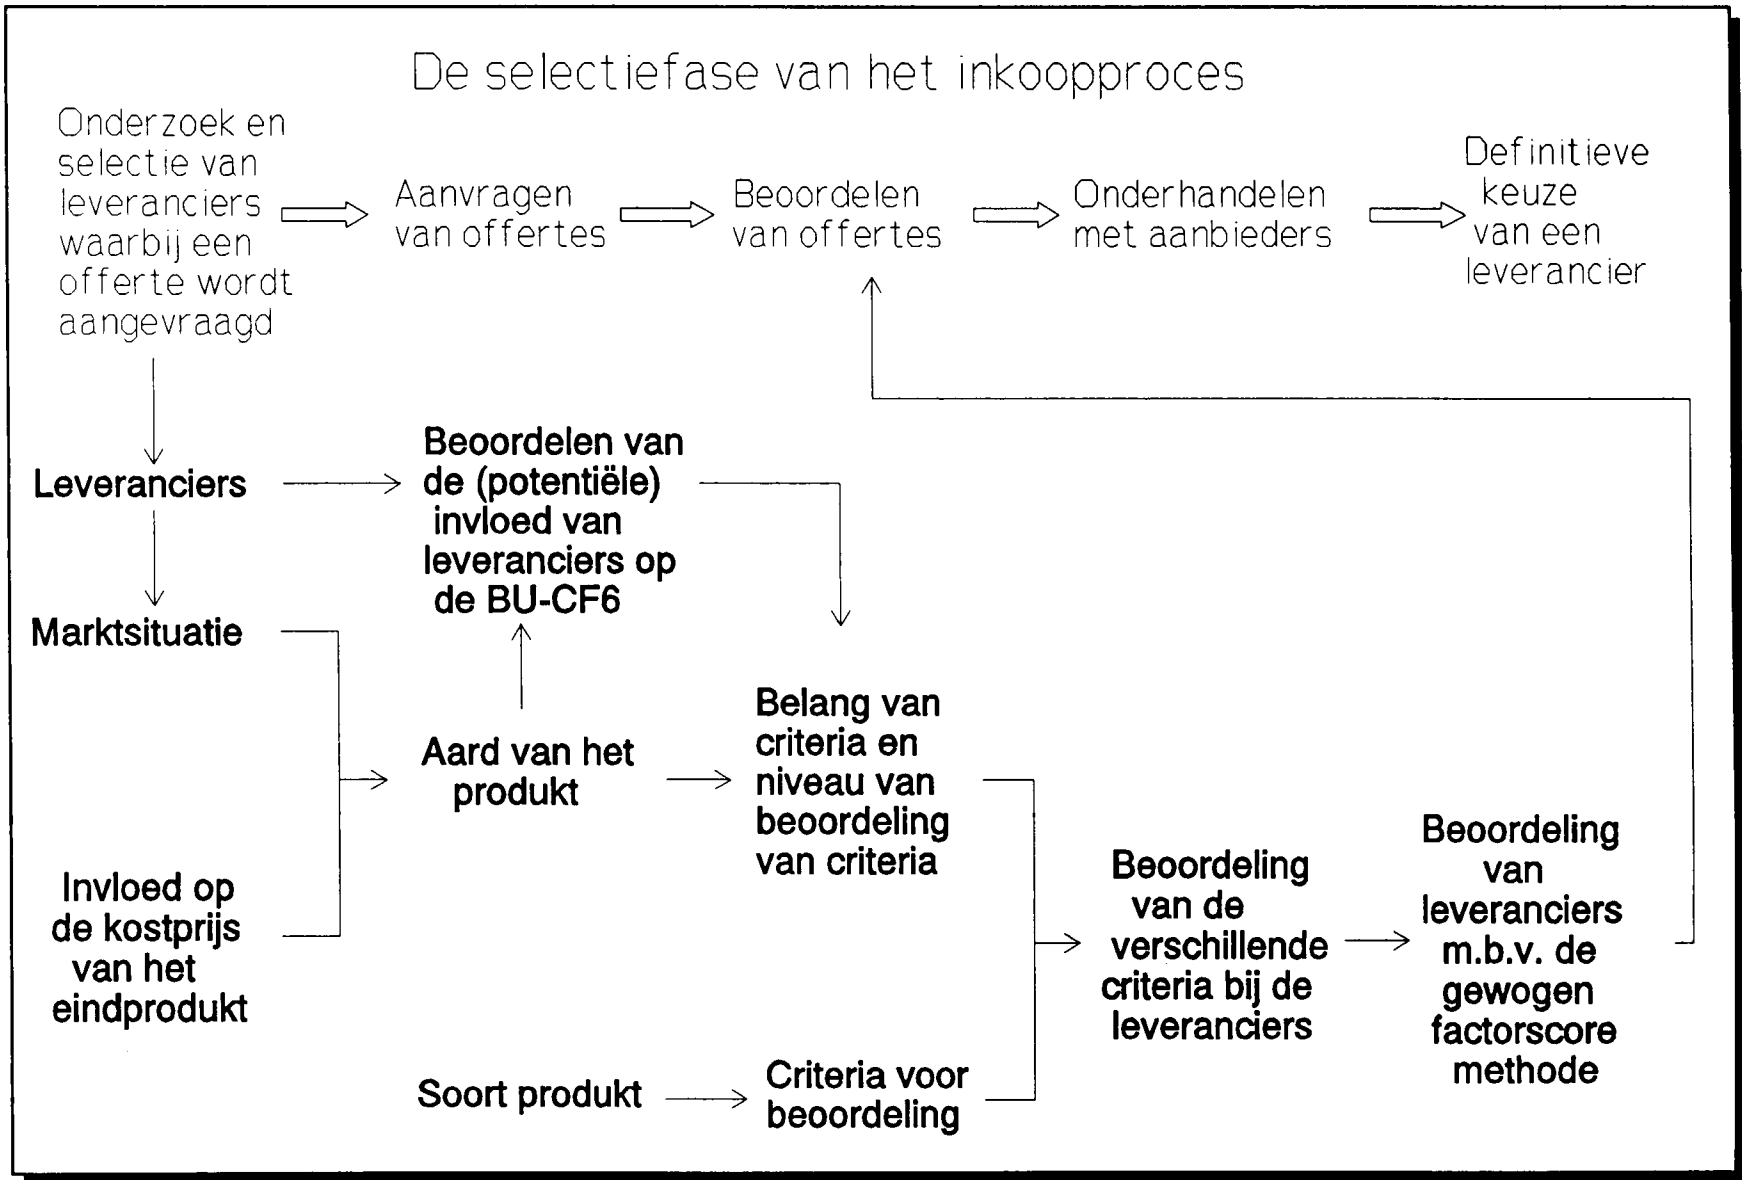 De selectiefase van het inkoopproces
Onderzoek en
selectie van
leveranciers
waarbij een
offerte wordt
aangevraagd
Aanvragen
van offertes
Beoordelen
van offertes
Onderhandelen
met aanbieders
Definitieve
keuze
van een
leverancier
Leveranciers
Beoordelen van
de (potentiële)
invloed van
leveranciers op
de BU-CF6
Marktsituatie
Aard van het
produkt
Belang van
criteria en
niveau van
beoordeling
van criteria
Invloed op
de kostprijs
van het
eindprodukt
Soort produkt
Criteria voor
beoordeling
Beoordeling
van de
verschillende
criteria bij de
leveranciers
Beoordeling
van
leveranciers
m.b.v. de
gewogen
factorscore
methode